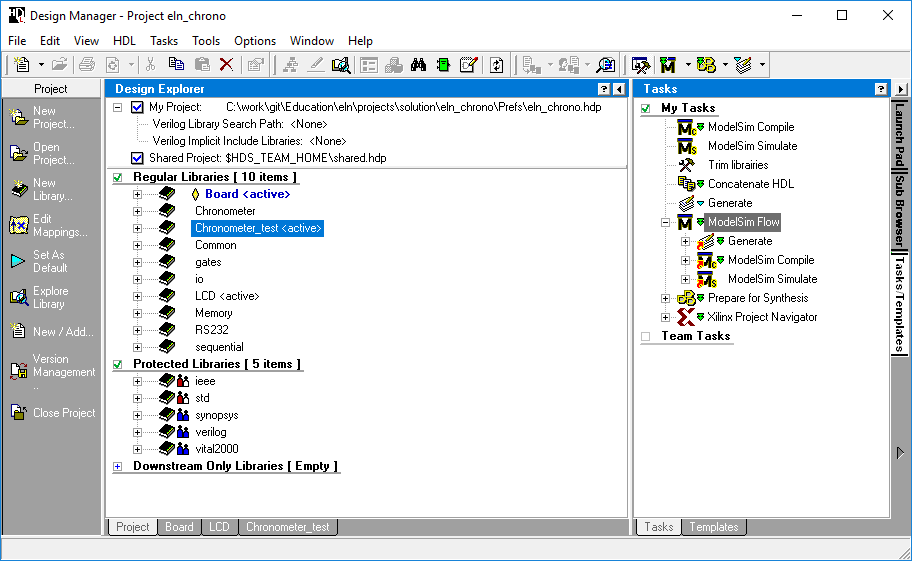 Design Manager - Project eln_chrono
File Edit View HDL Tasks Tools Options Window Help
Project
New
Project...
Open
Project...
New
Library...
Edit
Mappings...
Set As
Default
Explore
Library
New / Add...
Version
Management
..
Close Project
Design Explorer
My Project: C:\work\git\Education\eln\projects\solution\eln_chrono\Prefs\eln_chrono.hdp
Verilog Library Search Path: <None>
Verilog Implicit Include Libraries: <None>
Shared Project: $HDS_TEAM_HOME\shared.hdp
Regular Libraries [ 10 items ]
Board <active>
Chronometer
Chronometer_test <active>
Common
gates
io
LCD <active>
Memory
RS232
sequential
Protected Libraries [ 5 items ]
ieee
std
synopsys
verilog
vital2000
Downstream Only Libraries [ Empty ]
Project Board LCD Chronometer_test
Tasks
My Tasks
ModelSim Compile
ModelSim Simulate
Trim librairies
Concatenate HDL
Generate
ModelSim Flow
Generate
ModelSim Compile
ModelSim Simulate
Prepare for Synthesis
Xilinx Project Navigator
Team Tasks
Tasks Templates
Launch Pad
Sub Browser
Tasks/Templates